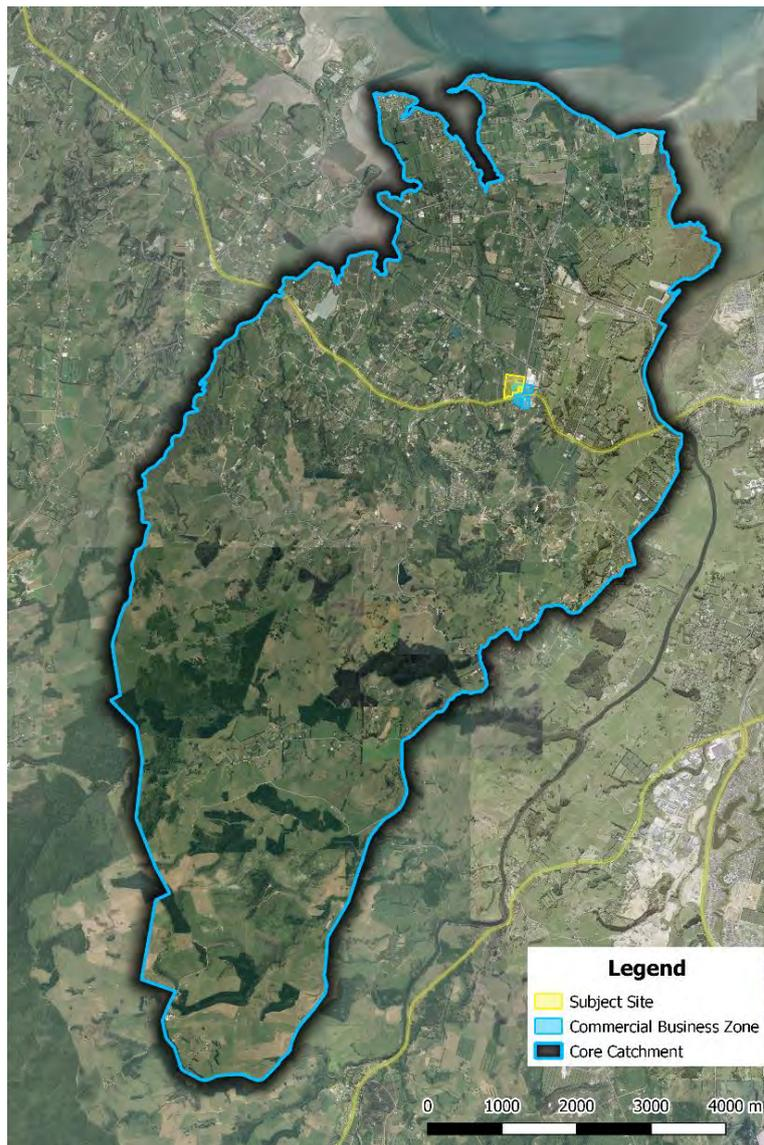 Legend
Subject Site
Commercial Business Zone
Core Catchment
0 1000 2000 3000 4000 m